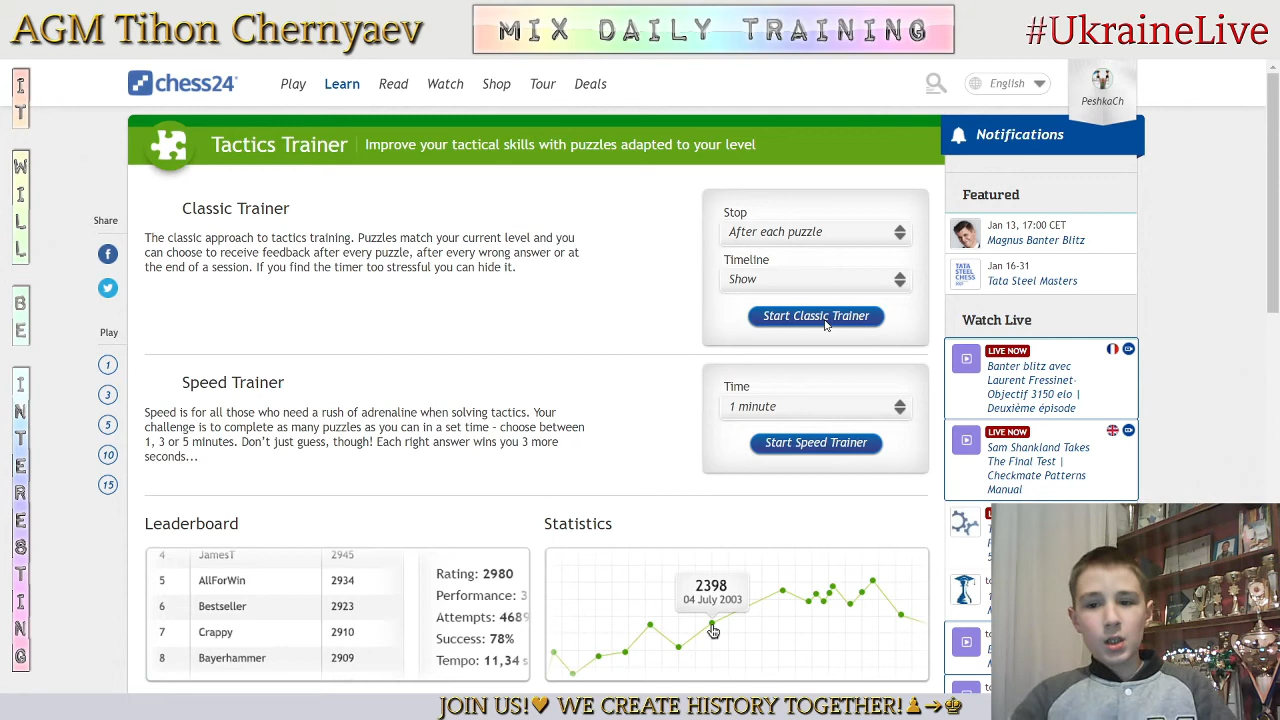 AGM Tihon Chernyaev
MIX DAILY TRAINING
#UkraineLive
IT WILL BE INTERESTING
chess24
Play
Learn
Read
Watch
Shop
Tour
Deals
English
PeshkaCh
Tactics Trainer
Improve your tactical skills with puzzles adapted to your level
Notifications
Classic Trainer
The classic approach to tactics training. Puzzles match your current level and you
can choose to receive feedback after every puzzle, after every wrong answer or at
the end of a session. If you find the timer too stressful you can hide it.
Stop
After each puzzle
Timeline
Show
Start Classic Trainer
Share
Play
1
3
5
10
15
Speed Trainer
Speed is for all those who need a rush of adrenaline when solving tactics. Your
challenge is to complete as many puzzles as you can in a set time - choose between
1, 3 or 5 minutes. Don't just guess, though! Each right answer wins you 3 more
seconds...
Time
1 minute
Start Speed Trainer
Leaderboard
4 JamesT 2945
5 AllForWin 2934
6 Bestseller 2923
7 Crappy 2910
8 Bayerhammer 2909
Rating: 2980
Performance: 3
Attempts: 4689
Success: 78%
Tempo: 11,34 s
Statistics
2398
04 July 2003
Featured
Jan 13, 17:00 CET
Magnus Banter Blitz
TATA
STEEL
CHESS
Jan 16-31
Tata Steel Masters
Watch Live
LIVE NOW
Banter blitz avec
Laurent Fressinet-
Objectif 3150 elo |
Deuxième épisode
LIVE NOW
Sam Shankland Takes
The Final Test |
Checkmate Patterns
Manual
JOIN US! WE CREATE HISTORY TOGETHER!